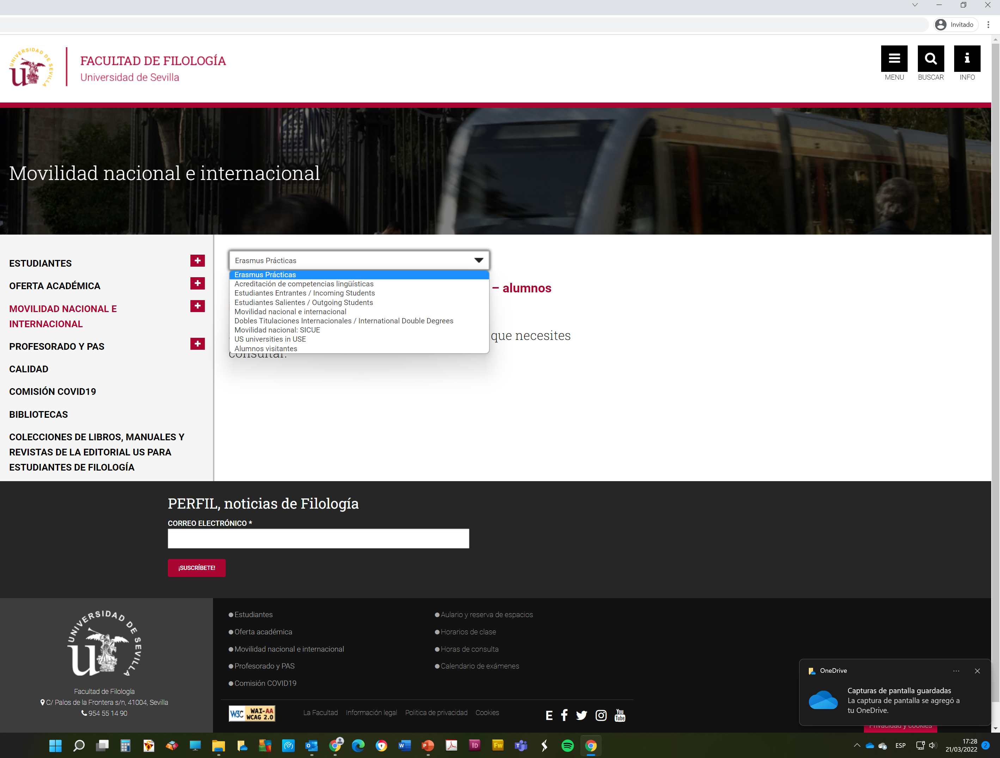 Invitado
UNIVERSIDAD DE SEVILLA
FACULTAD DE FILOLOGÍA
Universidad de Sevilla
MENU
BUSCAR
INFO
Movilidad nacional e internacional
ESTUDIANTES
OFERTA ACADÉMICA
MOVILIDAD NACIONAL E
INTERNACIONAL
PROFESORADO Y PAS
CALIDAD
COMISIÓN COVID19
BIBLIOTECAS
COLECCIONES DE LIBROS, MANUALES Y
REVISTAS DE LA EDITORIAL US PARA
ESTUDIANTES DE FILOLOGÍA
Erasmus Prácticas
Erasmus Prácticas
Acreditación de competencias lingüísticas
Estudiantes Entrantes / Incoming Students
Estudiantes Salientes / Outgoing Students
Movilidad nacional e internacional
Dobles Titulaciones Internacionales / International Double Degrees
Movilidad nacional: SICUE
US universities in USE
Alumnos visitantes
– alumnos
que necesites
consultar.
PERFIL, noticias de Filología
CORREO ELECTRÓNICO *
¡SUSCRÍBETE!
UNIVERSIDAD DE SEVILLA
Facultad de Filología
C/ Palos de la Frontera s/n, 41004, Sevilla
954 55 14 90
Estudiantes
Oferta académica
Movilidad nacional e internacional
Profesorado y PAS
Comisión COVID19
Aulario y reserva de espacios
Horarios de clase
Horas de consulta
Calendario de exámenes
W3C WAI-AA
WCAG 2.0
La Facultad
Información legal
Politica de privacidad
Cookies
E
You
Tube
OneDrive
Capturas de pantalla guardadas
La captura de pantalla se agregó a
tu OneDrive.
Privacidad y cookies
ESP
17:28
21/03/2022
2